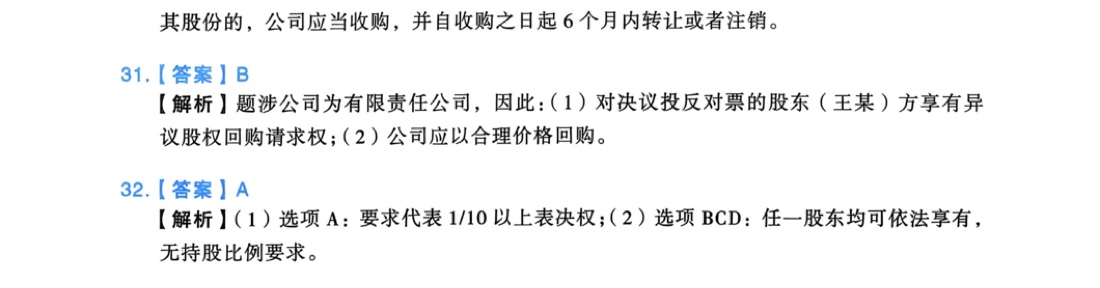 其股份的，公司应当收购，并自收购之日起 6 个月内转让或者注销。
31.【答案】B
【解析】题涉公司为有限责任公司，因此：（1）对决议投反对票的股东（王某）方享有异
议股权回购请求权；（2）公司应以合理价格回购。
32.【答案】A
【解析】（1）选项 A：要求代表 1/10 以上表决权；（2）选项 BCD：任一股东均可依法享有，
无持股比例要求。